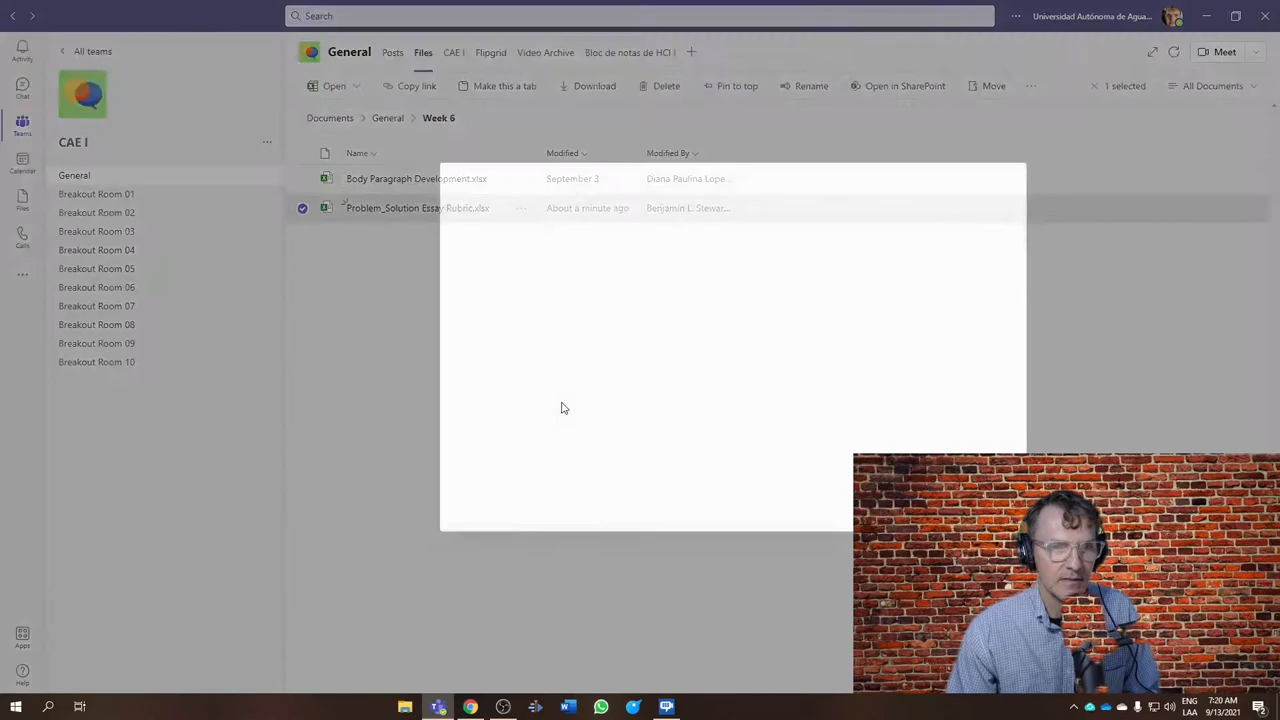 Search
Universidad Autónoma de Agua...
Activity
Chat
Teams
Calendar
Files
Calls
Apps
Help
All teams
CAE I
General
Breakout Room 01
Breakout Room 02
Breakout Room 03
Breakout Room 04
Breakout Room 05
Breakout Room 06
Breakout Room 07
Breakout Room 08
Breakout Room 09
Breakout Room 10
General Posts Files CAE I Flipgrid Video Archive Bloc de notas de HCI Meet
Open Copy link Make this a tab Download Delete Pin to top Rename Open in SharePoint Move 1 selected All Documents
Documents > General > Week 6
Name Modified Modified By
Body Paragraph Development.xlsx September 3 Diana Paulina Lope...
Problem_Solution Essay Rubric.xlsx About a minute ago Benjamin L. Stewar...
ENG 7:20 AM
LAA 9/13/2021 2